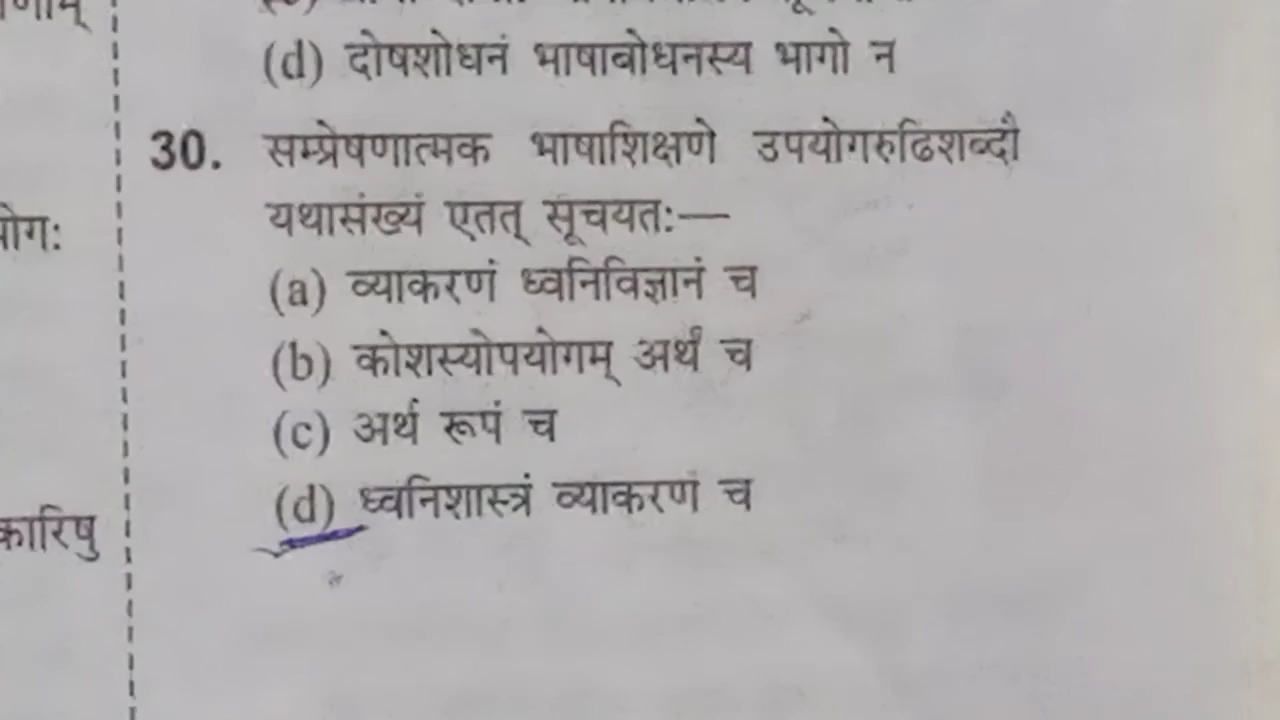 (d) दोषशोधनं भाषाबोधनस्य भागो न
30. सम्प्रेषणात्मक भाषाशिक्षणे उपयोगरुढिशब्दौ
यथासंख्यं एतत् सूचयतः—
योगः
(a) व्याकरणं ध्वनिविज्ञानं च
(b) कोशस्योपयोगम् अर्थं च
(c) अर्थ रूपं च
(d) ध्वनिशास्त्रं व्याकरणं च
कारिषु